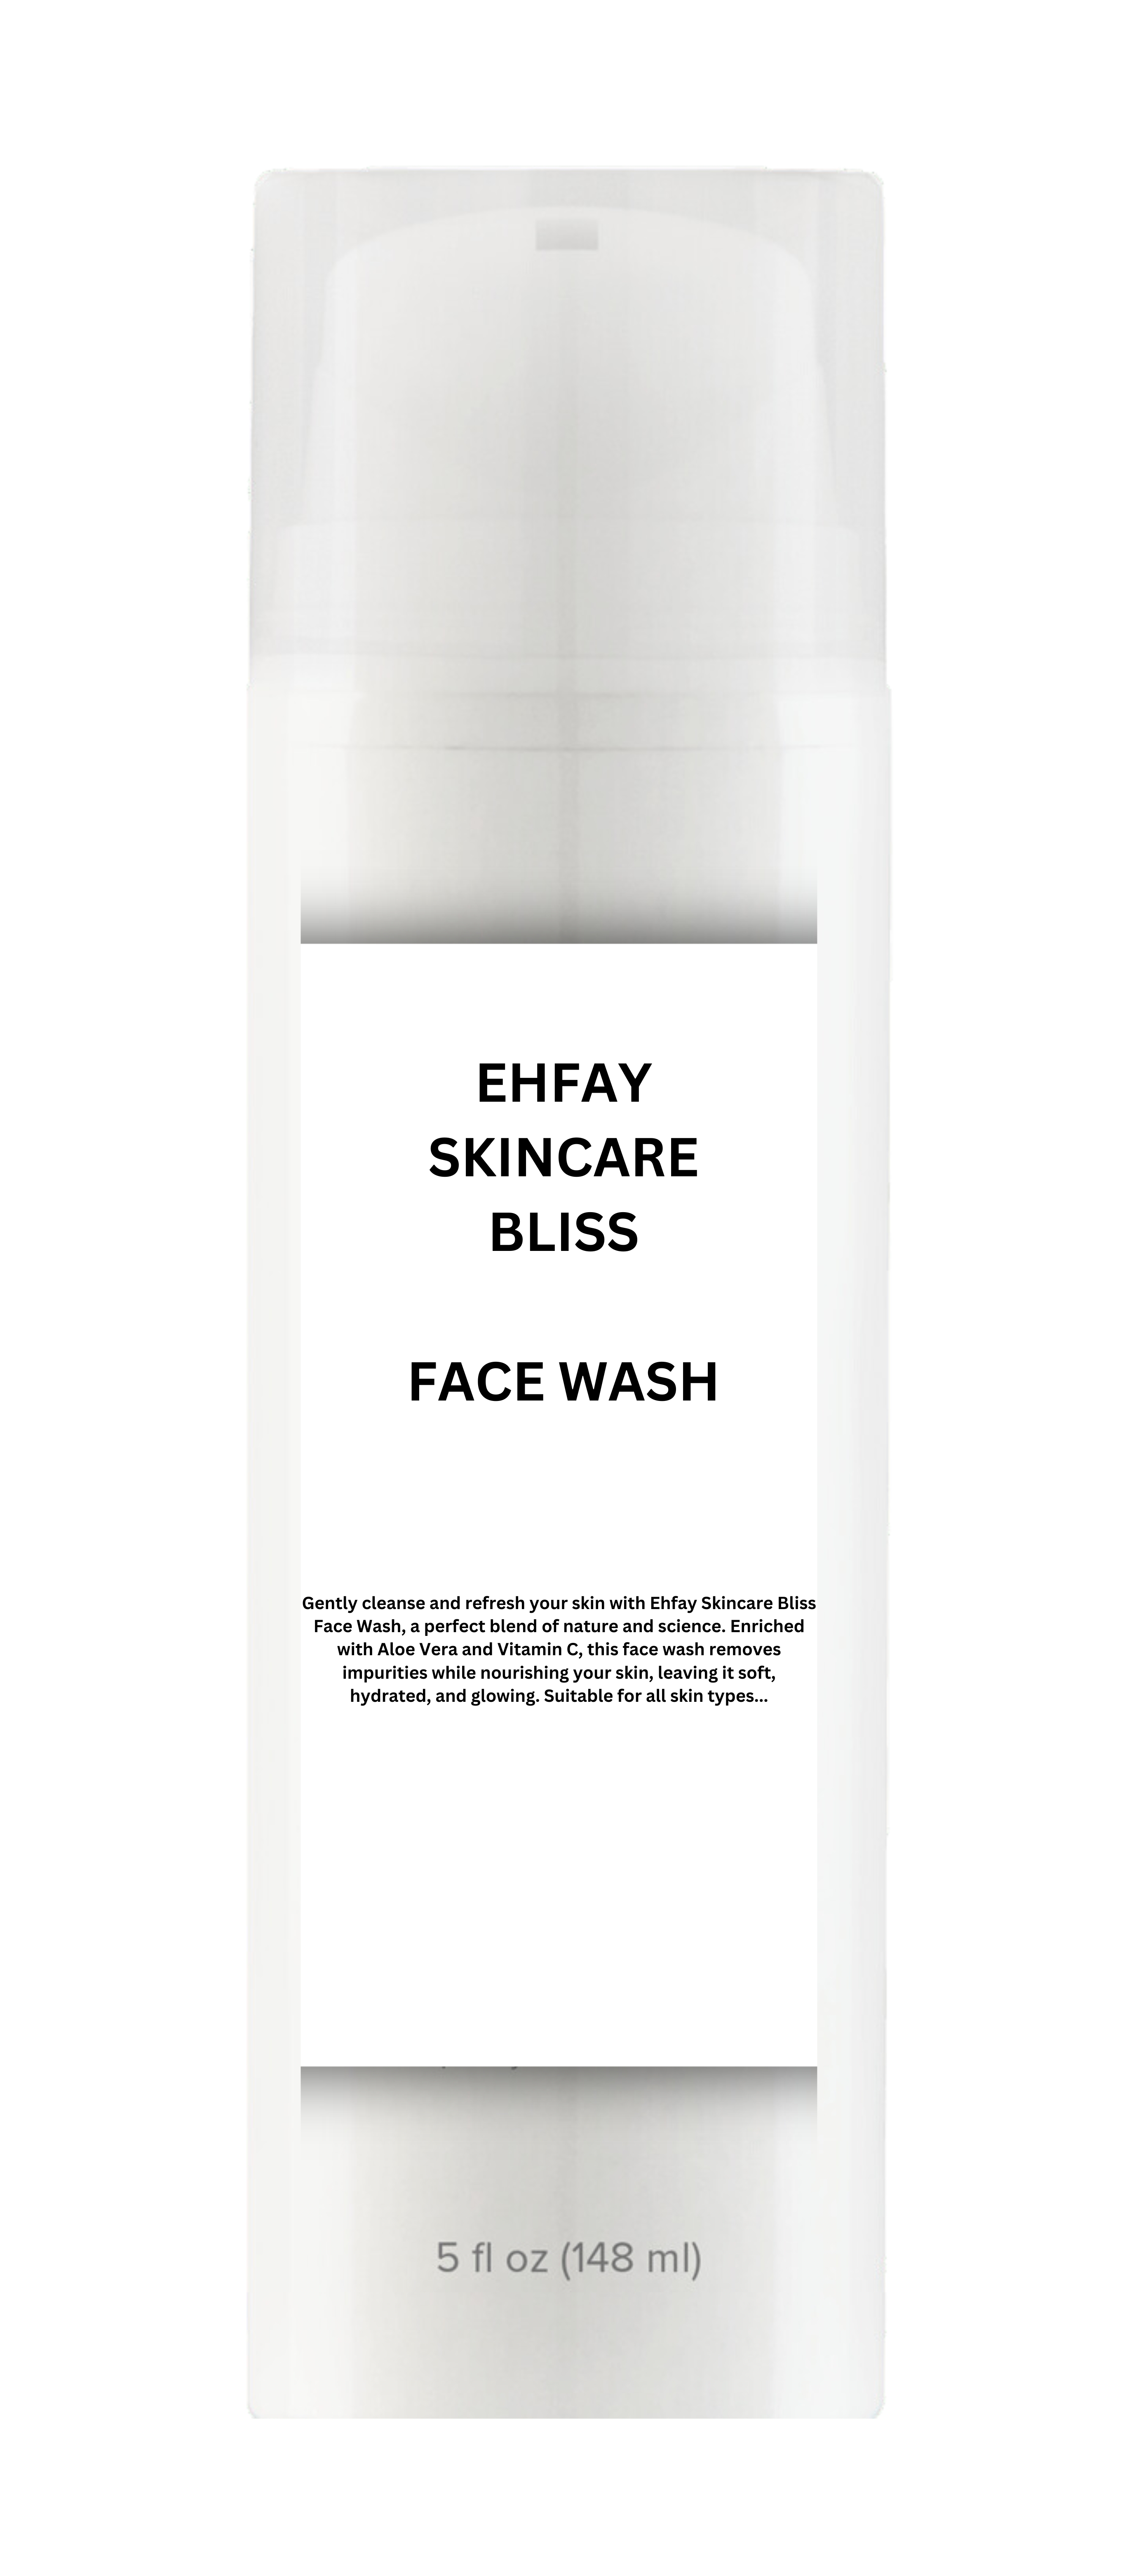 EHFAY
SKINCARE
BLISS
FACE WASH
Gently cleanse and refresh your skin with Ehfay Skincare Bliss
Face Wash, a perfect blend of nature and science. Enriched
with Aloe Vera and Vitamin C, this face wash removes
impurities while nourishing your skin, leaving it soft,
hydrated, and glowing. Suitable for all skin types...
5 fl oz (148 ml)